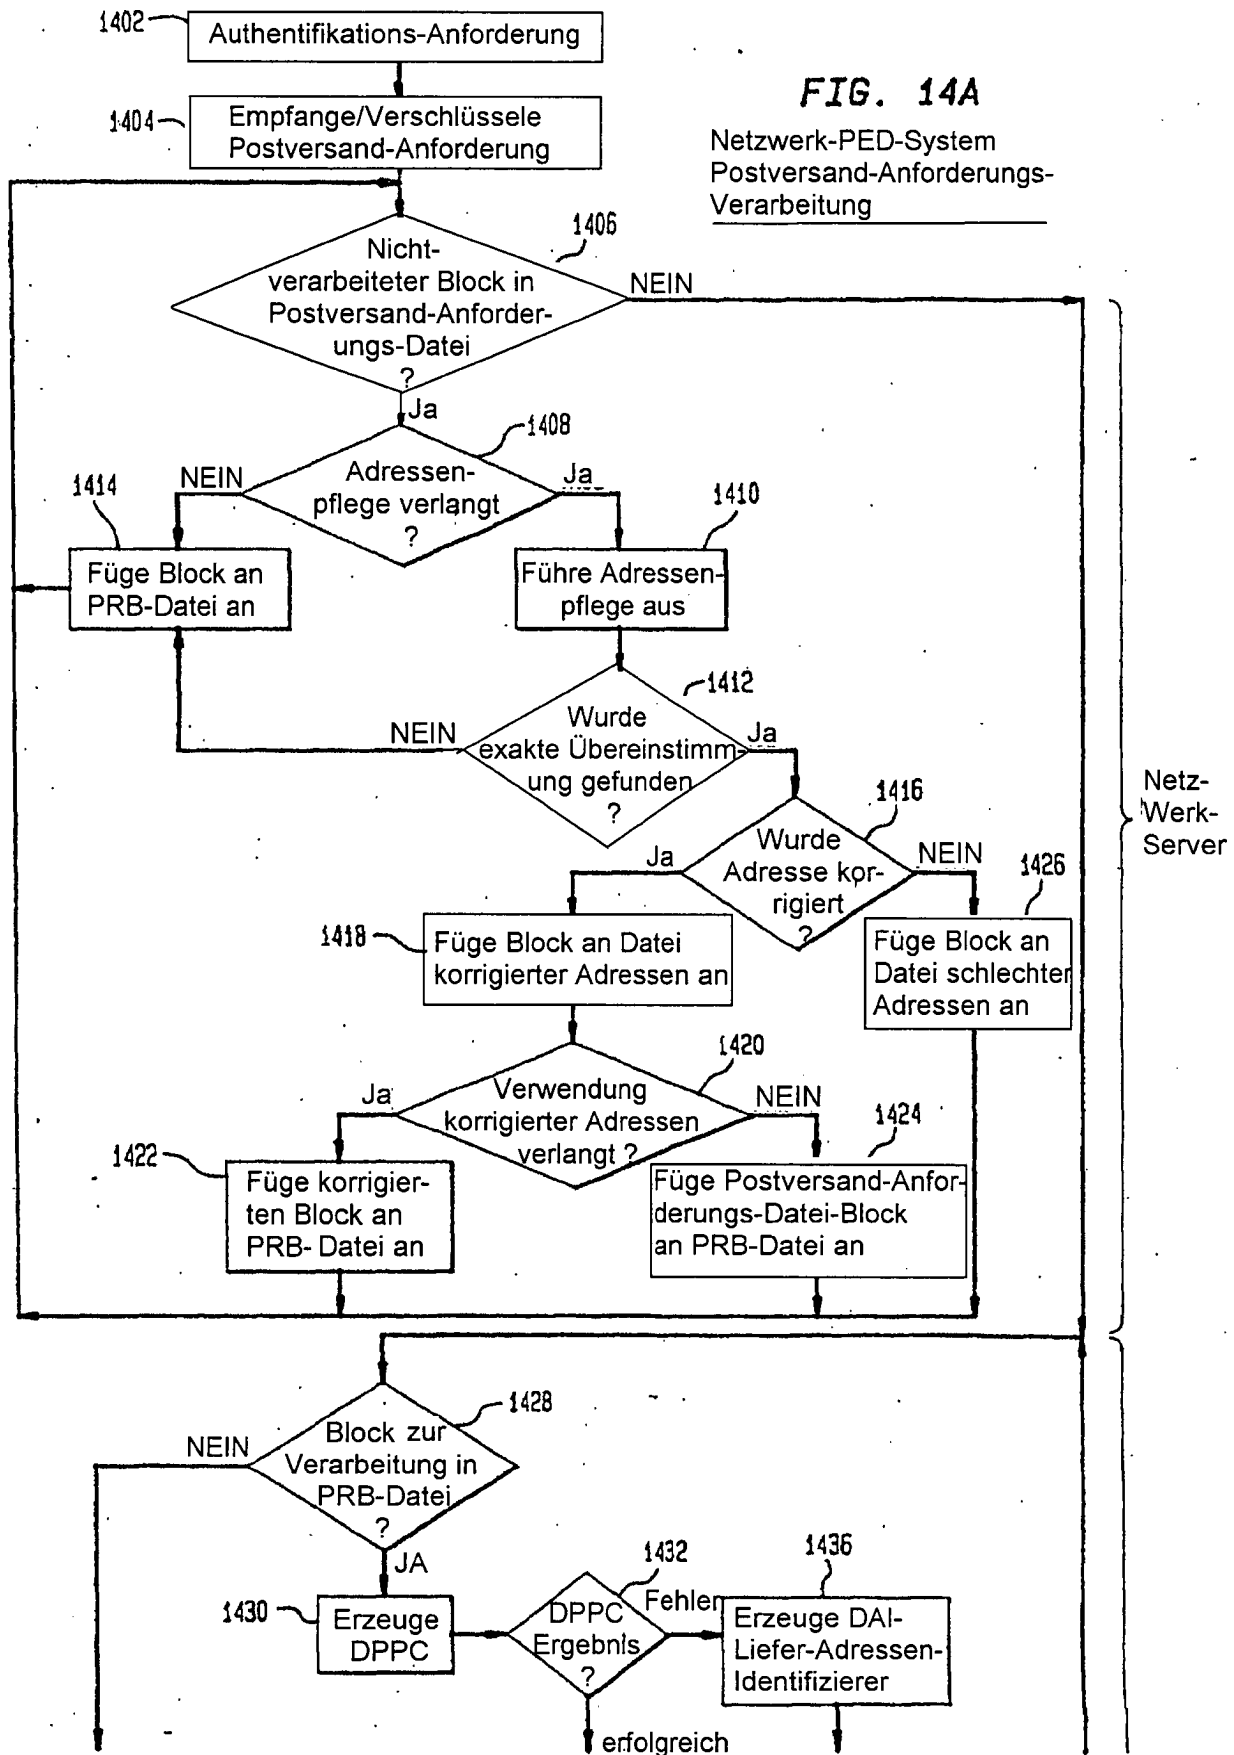 1402
Authentifikations-Anforderung
FIG. 14A
1404
Empfange/Verschlüssele
Postversand-Anforderung
Netzwerk-PED-System
Postversand-Anforderungs-
Verarbeitung
1406
Nicht-
verarbeiteter Block in
Postversand-Anforder-
ungs-Datei
?
NEIN
Ja
1408
Adressen-
pflege verlangt
?
NEIN
Ja
1414
Füge Block an
PRB-Datei an
1410
Führe Adressen-
pflege aus
1412
Wurde
exakte Übereinstimm-
ung gefunden
?
NEIN
Ja
Netz-
Werk-
Server
1416
Wurde
Adresse kor-
rigiert
?
Ja
NEIN
1426
Füge Block an
Datei schlechter
Adressen an
1418
Füge Block an Datei
korrigierter Adressen an
1420
Verwendung
korrigierter Adressen
verlangt ?
Ja
NEIN
1422
Füge korrigier-
ten Block an
PRB- Datei an
1424
Füge Postversand-Anfor-
derungs-Datei-Block
an PRB-Datei an
1428
Block zur
Verarbeitung in
PRB-Datei
?
NEIN
JA
1430
Erzeuge
DPPC
1432
DPPC
Ergebnis
?
Fehler
erfolgreich
1436
Erzeuge DAI-
Liefer-Adressen-
Identifizierer